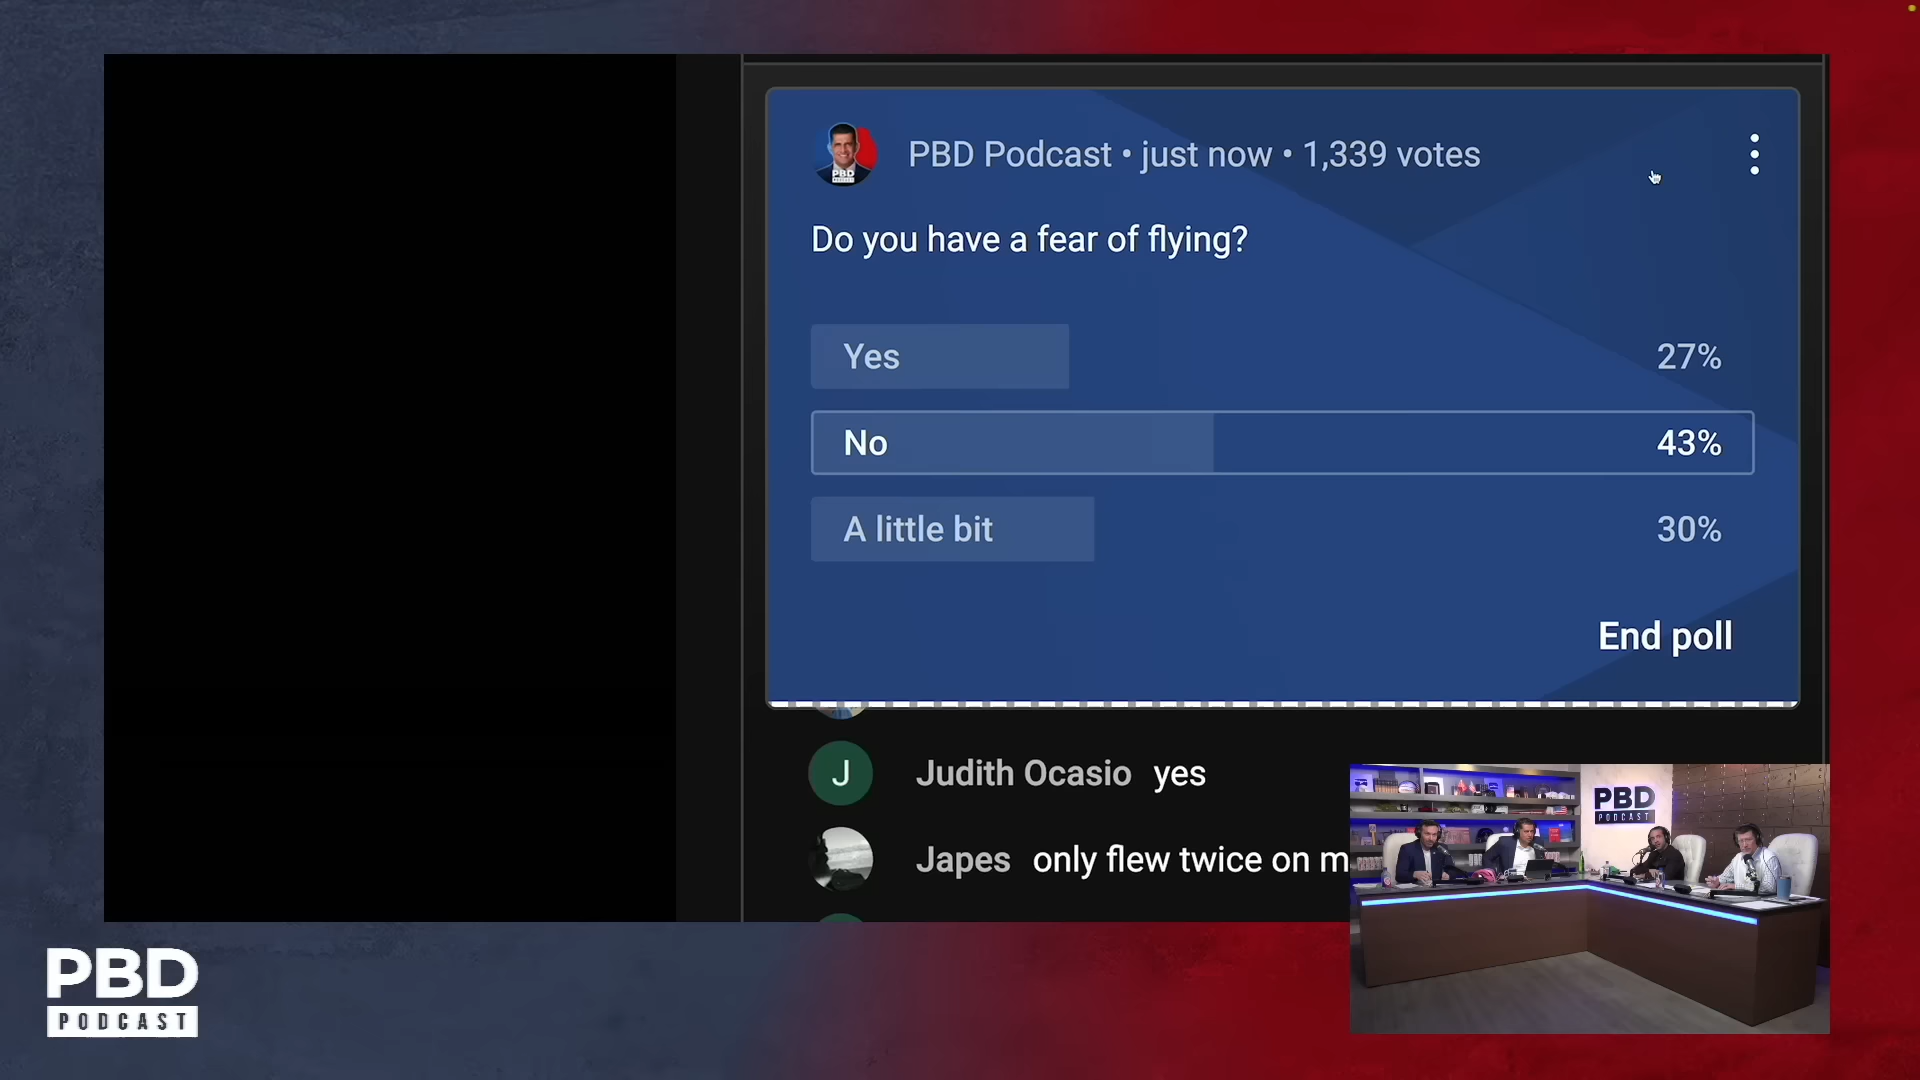 PBD Podcast • just now • 1,339 votes
PBD
Do you have a fear of flying?
Yes 27%
No 43%
A little bit 30%
End poll
J Judith Ocasio yes
Japes only flew twice on m
PBD
PODCAST
PBD
PODCAST